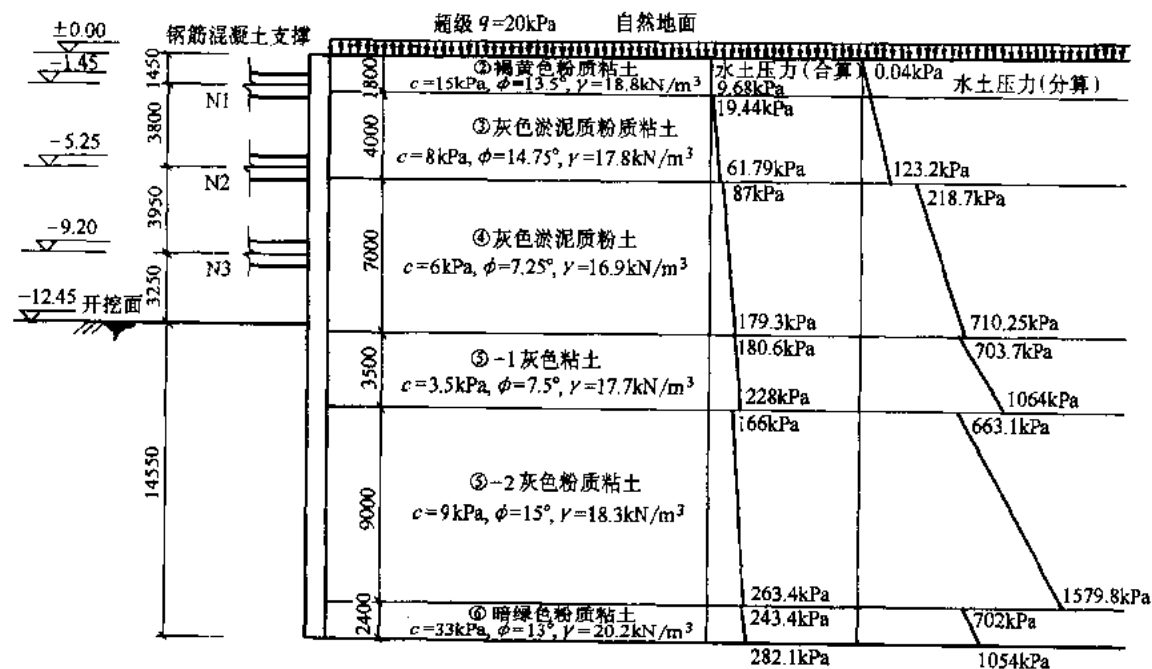 超级 q=20kPa 自然地面
±0.00
钢筋混凝土支撑
-1.45
1450
N1
3800
-5.25
N2
3950
-9.20
N3
3250
-12.45 开挖面
14550
1800
②褐黄色粉质粘土
c=15kPa, ϕ=13.5°, γ=18.8kN/m³
4000
③灰色淤泥质粉质粘土
c=8kPa, ϕ=14.75°, γ=17.8kN/m³
7000
④灰色淤泥质粉土
c=6kPa, ϕ=7.25°, γ=16.9kN/m³
3500
⑤-1灰色粘土
c=3.5kPa, ϕ=7.5°, γ=17.7kN/m³
9000
⑤-2灰色粉质粘土
c=9kPa, ϕ=15°, γ=18.3kN/m³
2400
⑥暗绿色粉质粘土
c=33kPa, ϕ=13°, γ=20.2kN/m³
水土压力(合算)
9.68kPa
19.44kPa
61.79kPa
87kPa
179.3kPa
180.6kPa
228kPa
166kPa
263.4kPa
243.4kPa
282.1kPa
0.04kPa
水土压力(分算)
123.2kPa
218.7kPa
710.25kPa
703.7kPa
1064kPa
663.1kPa
1579.8kPa
702kPa
1054kPa